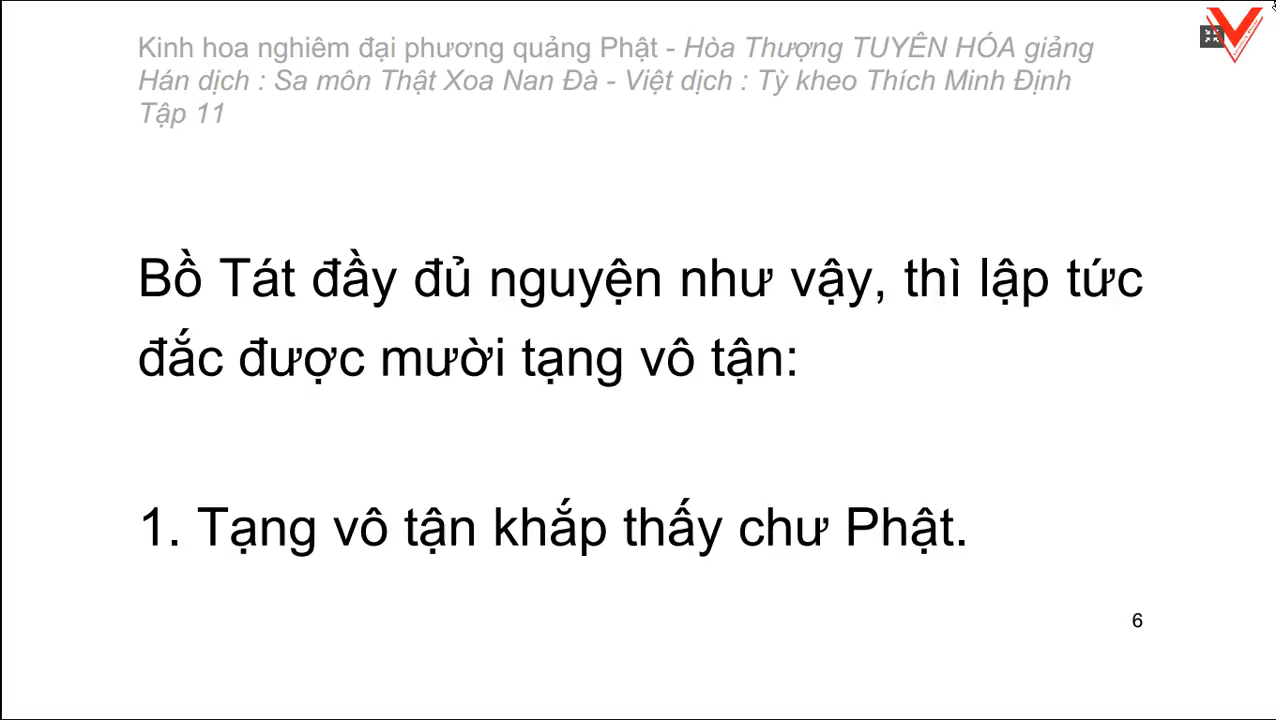 Kinh hoa nghiêm đại phương quảng Phật - Hòa Thượng TUYÊN HÓA giảng
Hán dịch : Sa môn Thật Xoa Nan Đà - Việt dịch : Tỳ kheo Thích Minh Định
Tập 11
Bồ Tát đầy đủ nguyện như vậy, thì lập tức
đắc được mười tạng vô tận:
1. Tạng vô tận khắp thấy chư Phật.
6